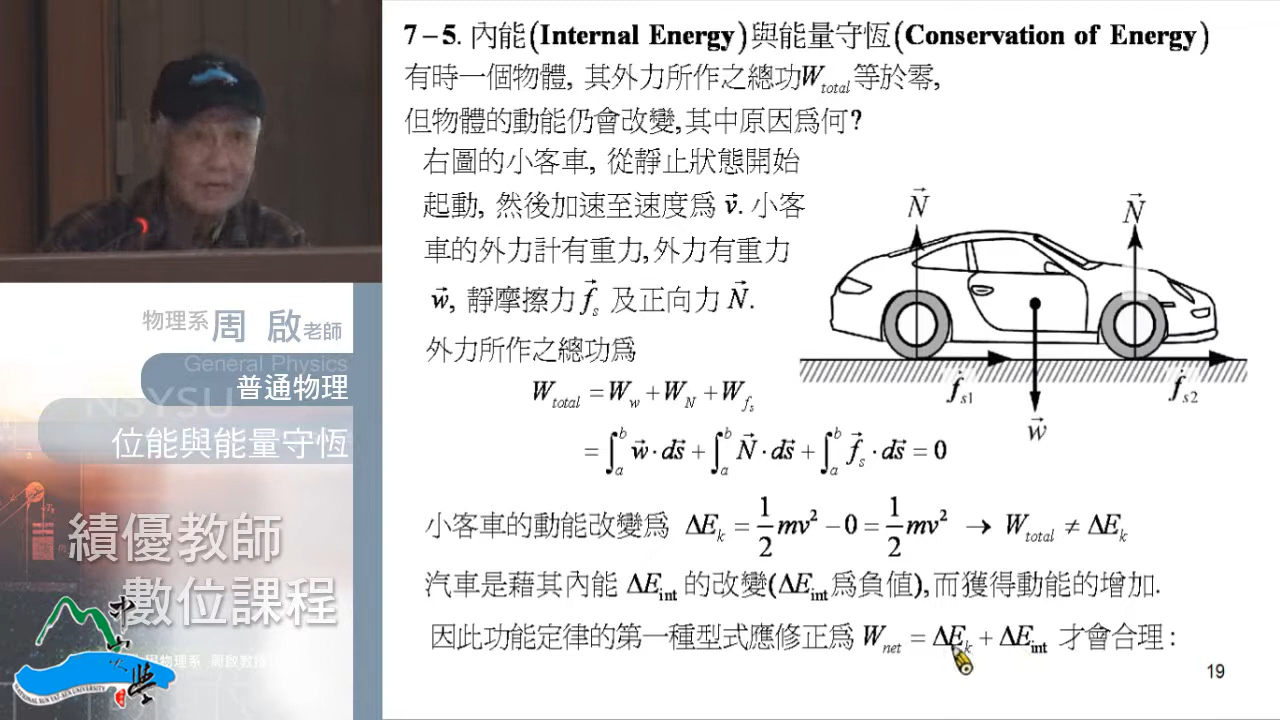 7-5. 內能(Internal Energy)與能量守恆(Conservation of Energy)
有時一個物體, 其外力所作之總功W_total 等於零,
但物體的動能仍會改變,其中原因為何?
右圖的小客車, 從靜止狀態開始
起動, 然後加速至速度為 v⃗. 小客
車的外力計有重力,外力有重力
w⃗, 靜摩擦力 f⃗_s 及正向力 N⃗.
外力所作之總功為
W_total = W_w + W_N + W_fs
= ∫_a^b w⃗·ds⃗ + ∫_a^b N⃗·ds⃗ + ∫_a^b f⃗_s·ds⃗ = 0
N⃗
N⃗
f⃗_s1
w⃗
f⃗_s2
小客車的動能改變為 ΔE_k = 1/2 mv² − 0 = 1/2 mv² → W_total ≠ ΔE_k
汽車是藉其內能 ΔE_int 的改變(ΔE_int 為負值),而獲得動能的增加.
因此功能定律的第一種型式應修正為 W_net = ΔE_k + ΔE_int 才會合理:
19
物理系 周 啟 老師
General Physics
普通物理
NSYSU
位能與能量守恆
績優教師
數位課程
中山大學